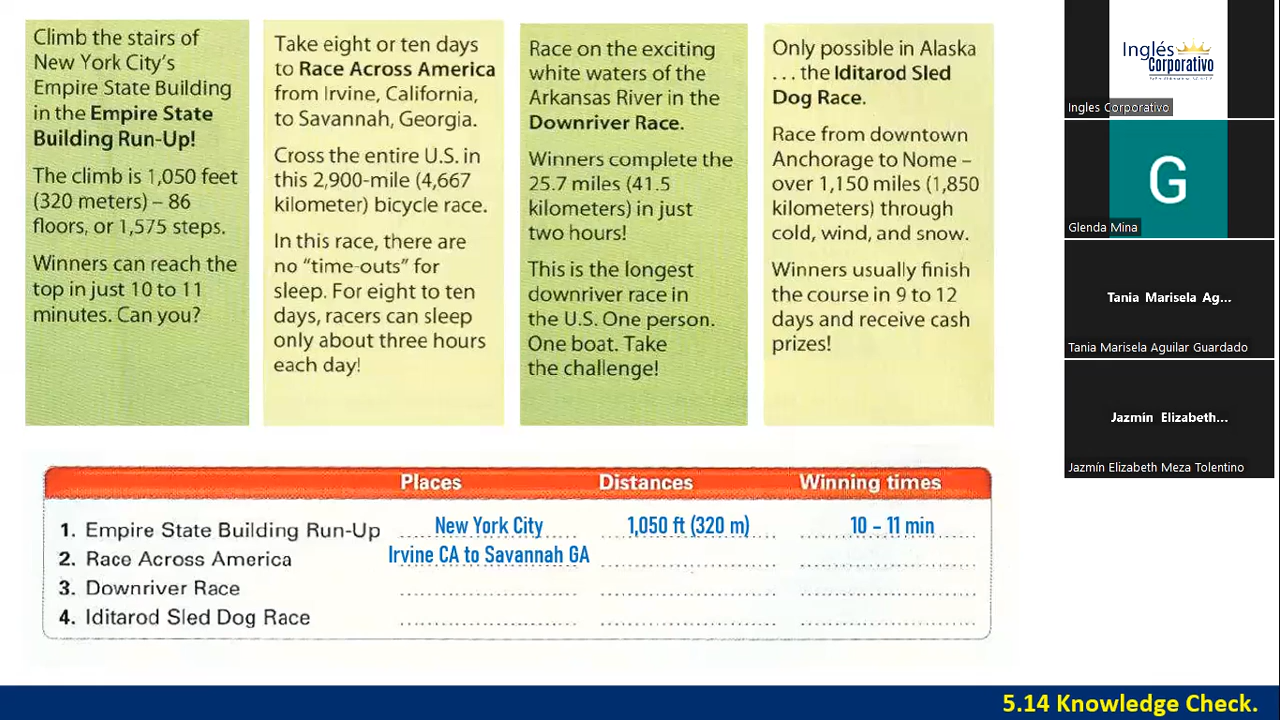 Climb the stairs of
New York City's
Empire State Building
in the Empire State
Building Run-Up!
The climb is 1,050 feet
(320 meters) – 86
floors, or 1,575 steps.
Winners can reach the
top in just 10 to 11
minutes. Can you?
Take eight or ten days
to Race Across America
from Irvine, California,
to Savannah, Georgia.
Cross the entire U.S. in
this 2,900-mile (4,667
kilometer) bicycle race.
In this race, there are
no "time-outs" for
sleep. For eight to ten
days, racers can sleep
only about three hours
each day!
Race on the exciting
white waters of the
Arkansas River in the
Downriver Race.
Winners complete the
25.7 miles (41.5
kilometers) in just
two hours!
This is the longest
downriver race in
the U.S. One person.
One boat. Take
the challenge!
Only possible in Alaska
. . . the Iditarod Sled
Dog Race.
Race from downtown
Anchorage to Nome –
over 1,150 miles (1,850
kilometers) through
cold, wind, and snow.
Winners usually finish
the course in 9 to 12
days and receive cash
prizes!
Places Distances Winning times
1. Empire State Building Run-Up New York City 1,050 ft (320 m) 10 – 11 min
2. Race Across America Irvine CA to Savannah GA
3. Downriver Race
4. Iditarod Sled Dog Race
5.14 Knowledge Check.
Inglés
Corporativo
Ingles Corporativo
G
Glenda Mina
Tania Marisela Ag...
Tania Marisela Aguilar Guardado
Jazmín Elizabeth...
Jazmín Elizabeth Meza Tolentino